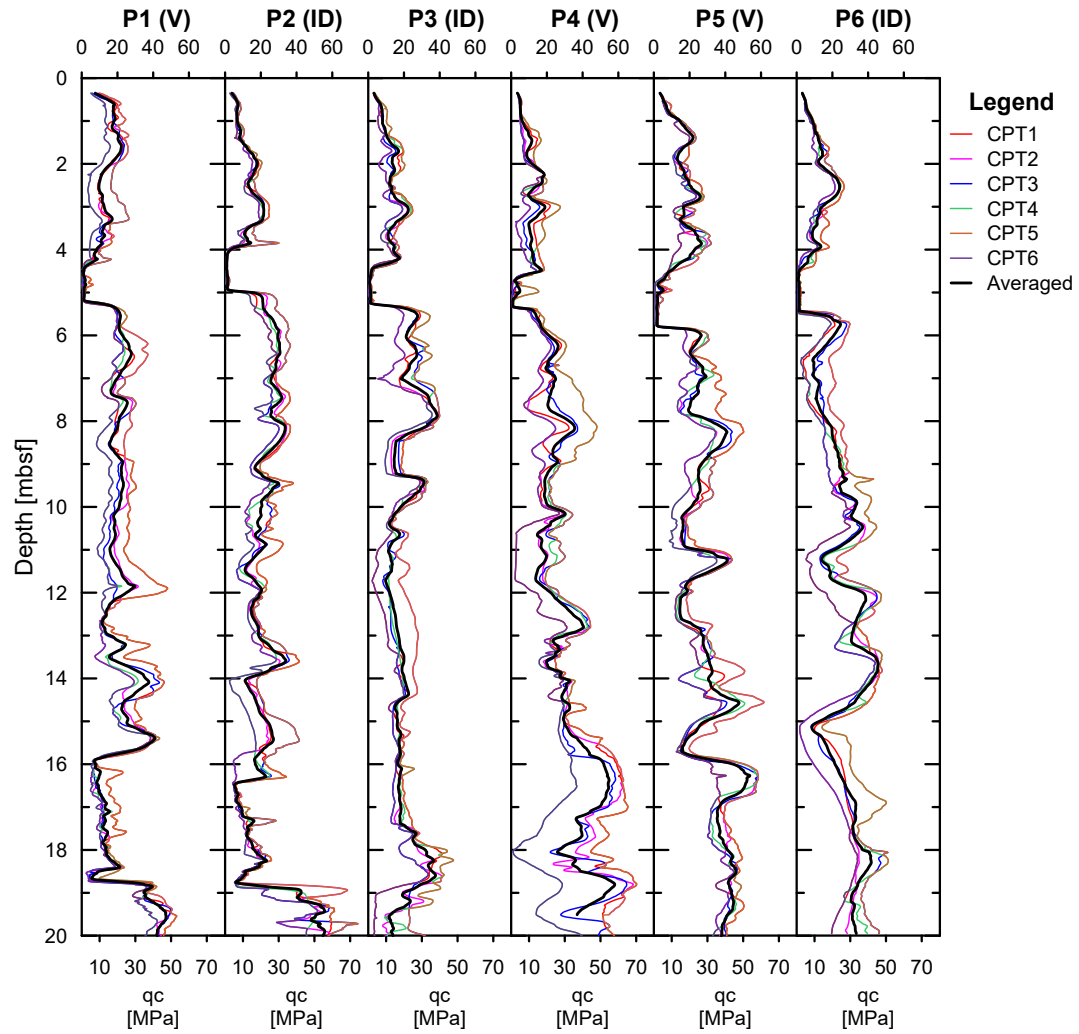 P1 (V) P2 (ID) P3 (ID) P4 (V) P5 (V) P6 (ID)
0 20 40 60 0 20 40 60 0 20 40 60 0 20 40 60 0 20 40 60 0 20 40 60
0
2
4
6
8
10
12
14
16
18
20
Depth [mbsf]
10 30 50 70 10 30 50 70 10 30 50 70 10 30 50 70 10 30 50 70 10 30 50 70
qc qc qc qc qc qc
[MPa] [MPa] [MPa] [MPa] [MPa] [MPa]
Legend
CPT1
CPT2
CPT3
CPT4
CPT5
CPT6
Averaged